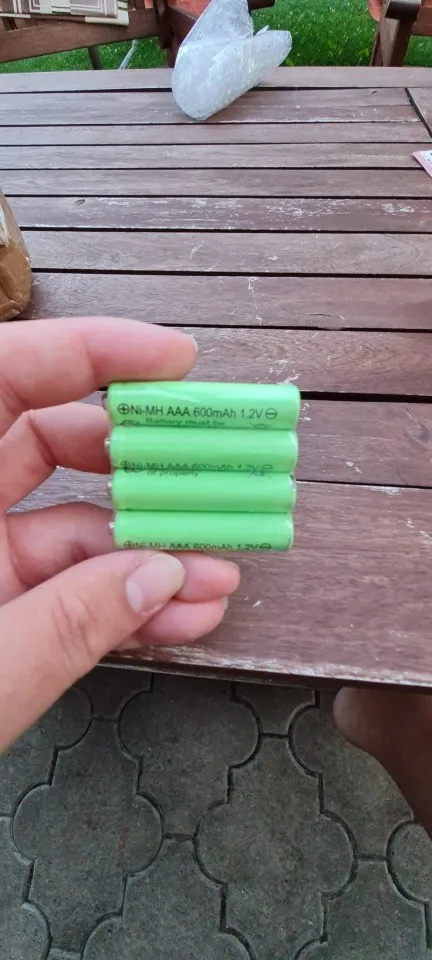 ⊕Ni-MH AAA 600mAh 1.2V⊖
Battery must be
⊕Ni-MH AAA 600mAh 1.2V⊖
of properly
⊕Ni-MH AAA 600mAh 1.2V⊖